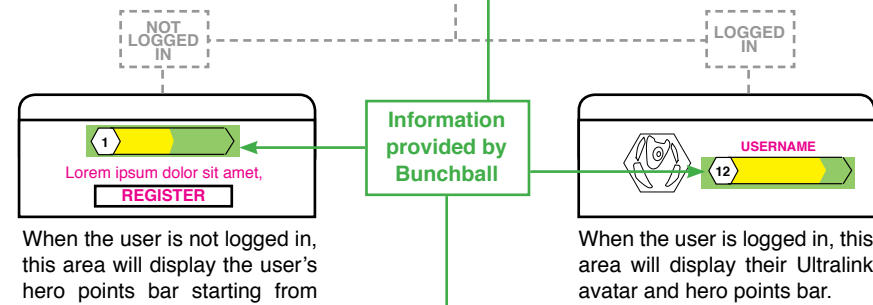 NOT
LOGGED
IN
LOGGED
IN
1
Lorem ipsum dolor sit amet,
REGISTER
Information
provided by
Bunchball
USERNAME
12
When the user is not logged in,
this area will display the user’s
hero points bar starting from
When the user is logged in, this
area will display their Ultralink
avatar and hero points bar.